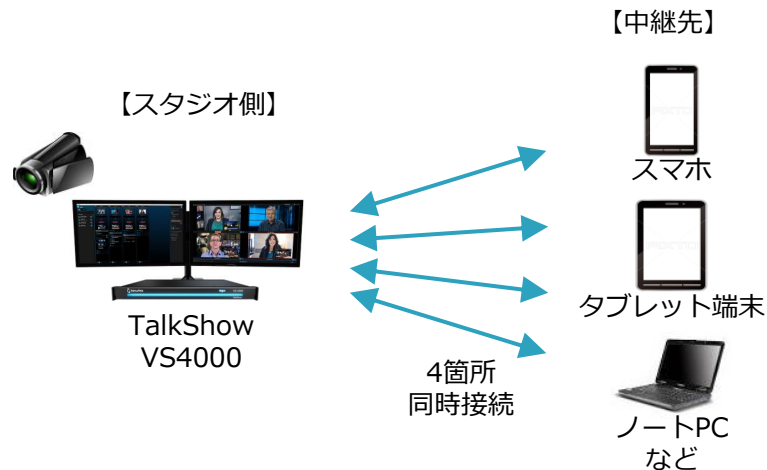 【中継先】
【スタジオ側】
スマホ
タブレット端末
TalkShow
VS4000
4箇所
同時接続
ノートPC
など